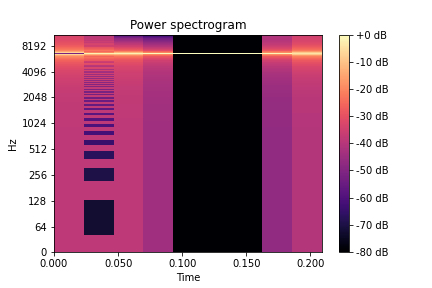 Power spectrogram
Hz
8192
4096
2048
1024
512
256
128
64
0
0.000 0.050 0.100 0.150 0.200
Time
+0 dB
-10 dB
-20 dB
-30 dB
-40 dB
-50 dB
-60 dB
-70 dB
-80 dB